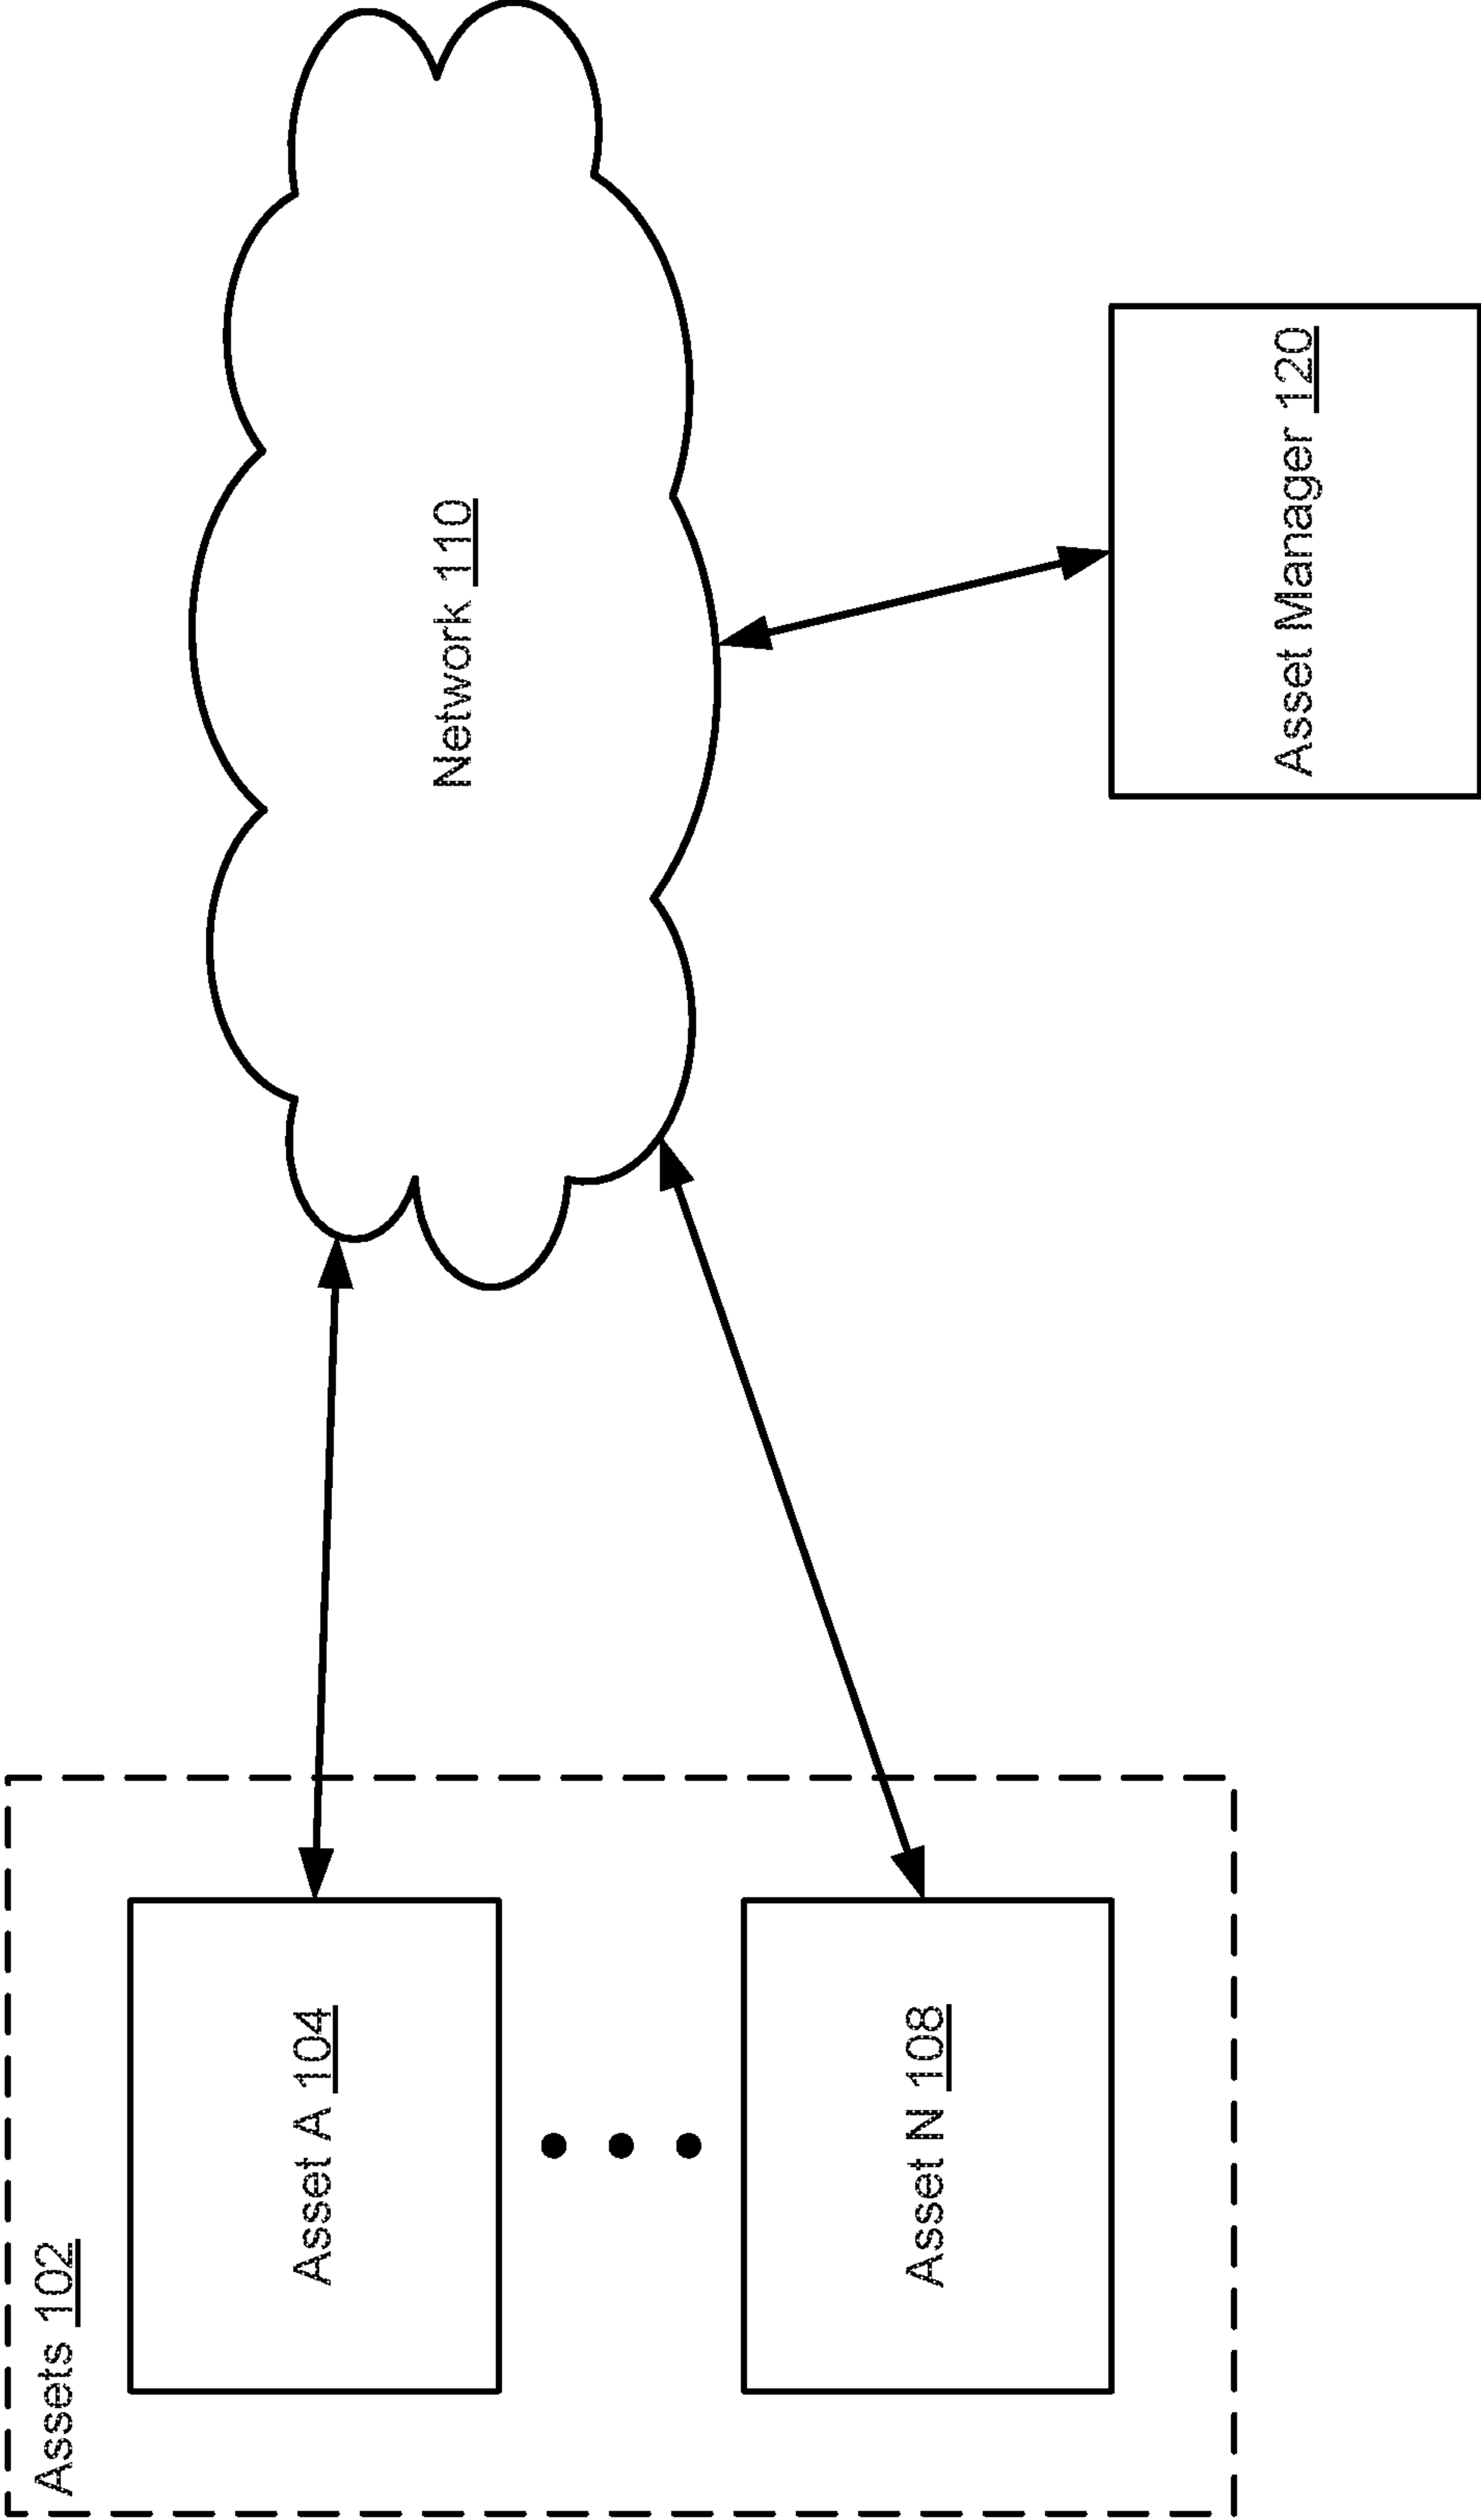 Assets 102
Asset A 104
Asset N 108
Network 110
Asset Manager 120